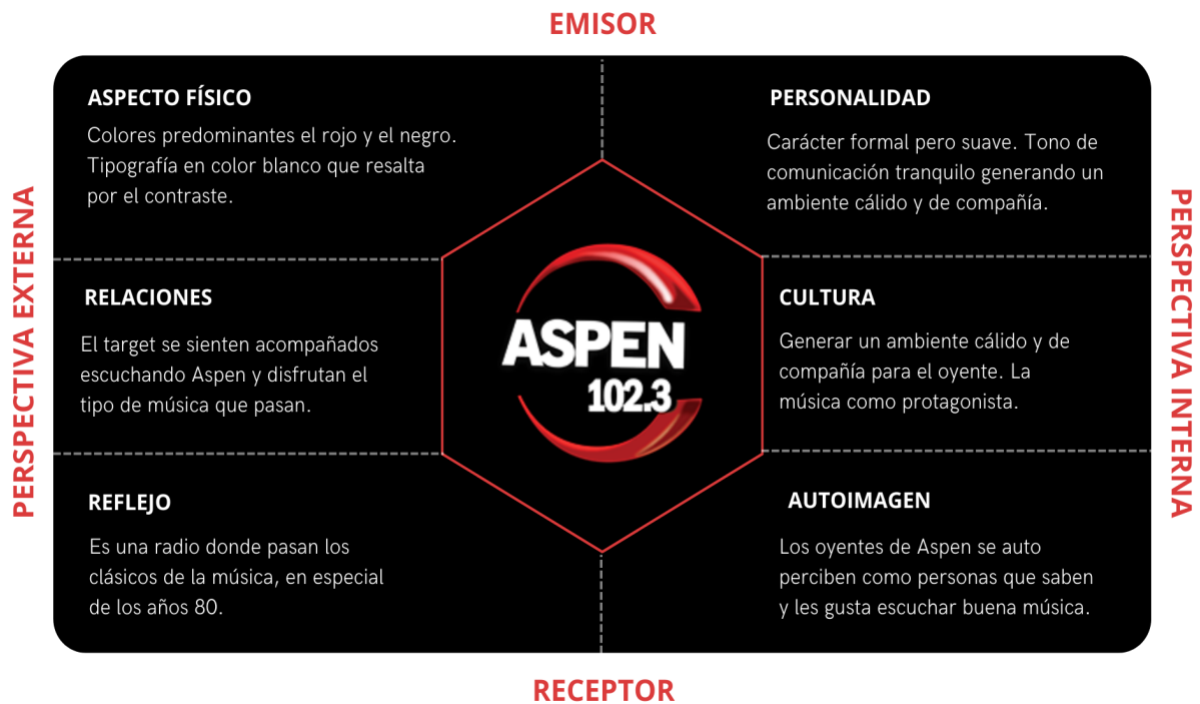 EMISOR
ASPECTO FÍSICO
Colores predominantes el rojo y el negro.
Tipografía en color blanco que resalta
por el contraste.
PERSONALIDAD
Carácter formal pero suave. Tono de
comunicación tranquilo generando un
ambiente cálido y de compañía.
PERSPECTIVA EXTERNA
RELACIONES
El target se sienten acompañados
escuchando Aspen y disfrutan el
tipo de música que pasan.
ASPEN
102.3
CULTURA
Generar un ambiente cálido y de
compañía para el oyente. La
música como protagonista.
PERSPECTIVA INTERNA
REFLEJO
Es una radio donde pasan los
clásicos de la música, en especial
de los años 80.
AUTOIMAGEN
Los oyentes de Aspen se auto
perciben como personas que saben
y les gusta escuchar buena música.
RECEPTOR